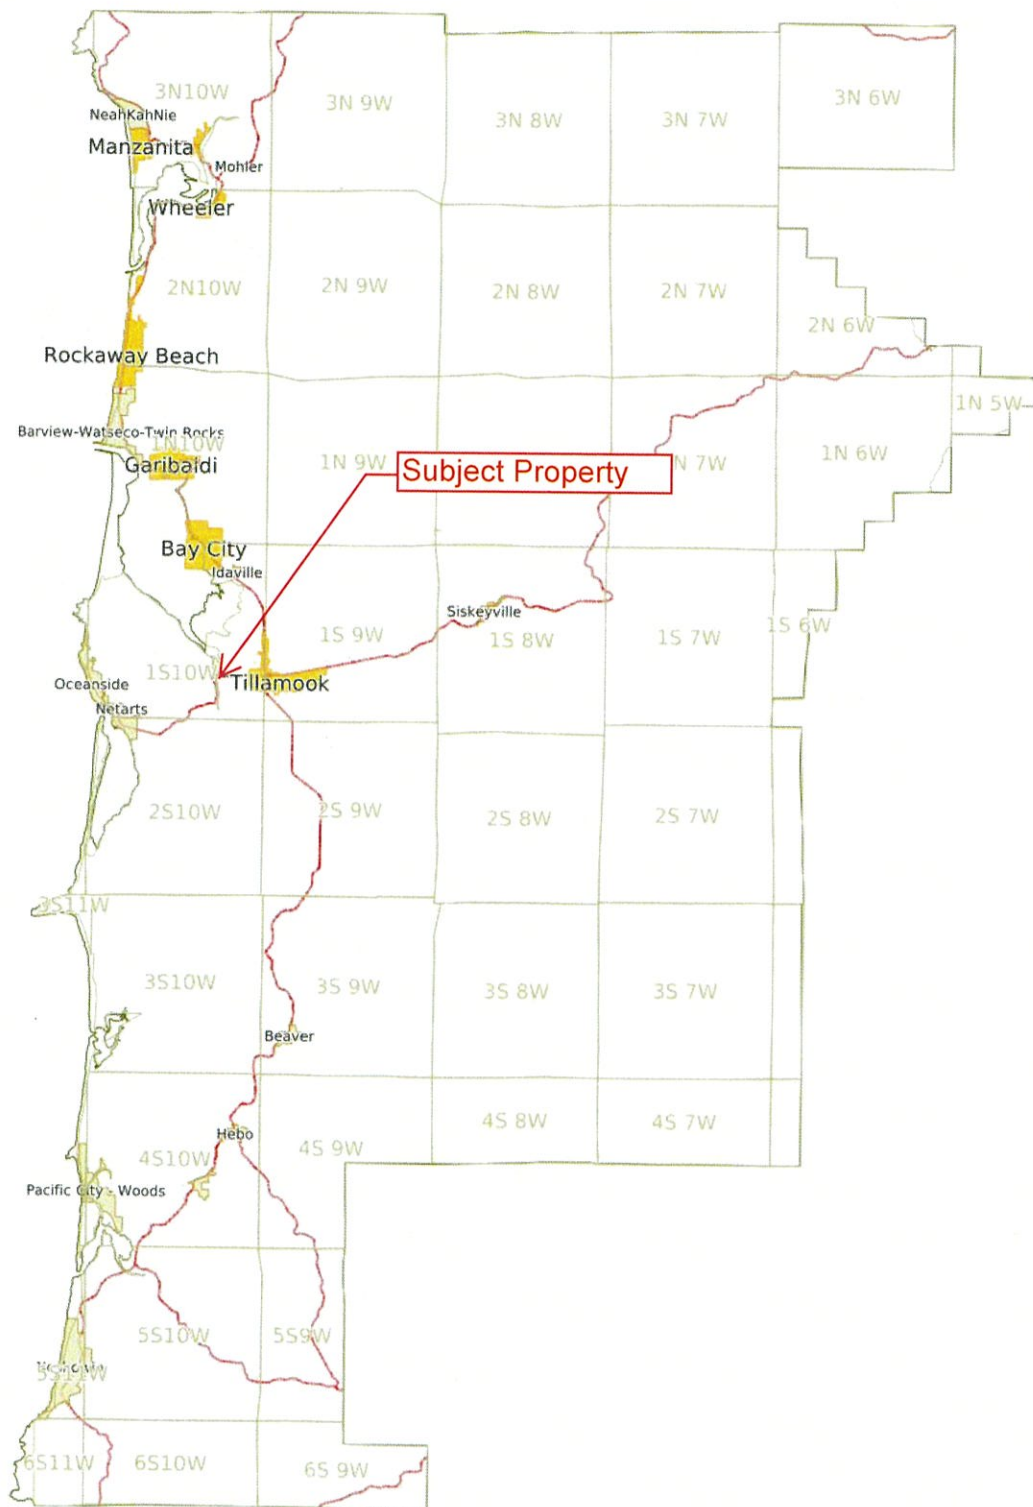 3N10W
3N 9W
3N 8W
3N 7W
3N 6W
NeahKahNie
Manzanita
Mohler
Wheeler
2N10W
2N 9W
2N 8W
2N 7W
2N 6W
Rockaway Beach
1N 5W
Barview-Watseco-Twin Rocks
1N10W
Garibaldi
1N 9W
Subject Property
N 7W
1N 6W
Bay City
Idaville
Siskeyville
1S 9W
1S 8W
1S 7W
1S 6W
1S10W
Oceanside
Tillamook
Netarts
2S10W
2S 9W
2S 8W
2S 7W
3S11W
3S10W
3S 9W
3S 8W
3S 7W
Beaver
4S 8W
4S 7W
Hebo
4S10W
4S 9W
Pacific City - Woods
5S10W
5S9W
5S11W
6S11W
6S10W
6S 9W